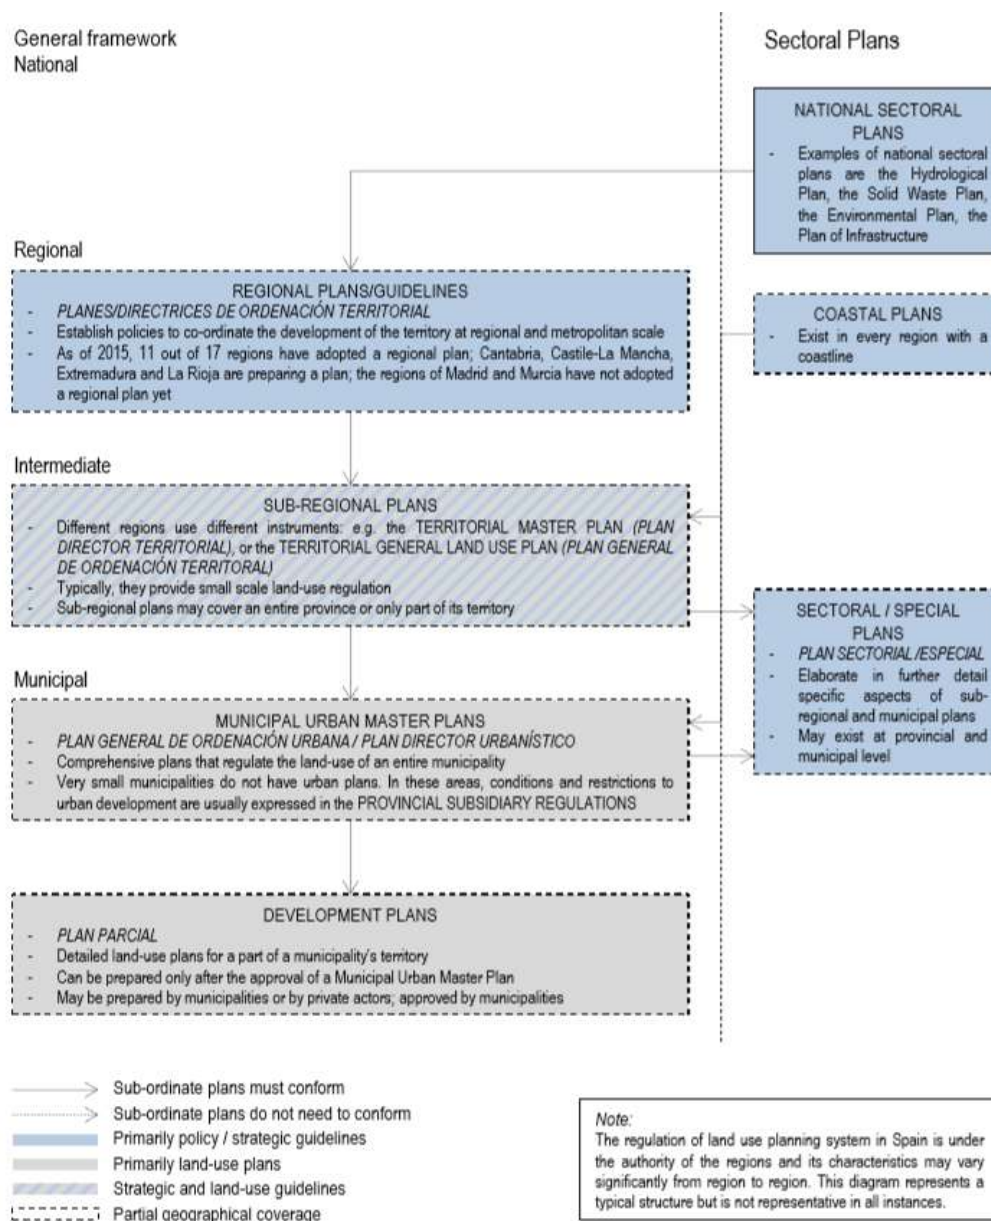 General framework
National
Sectoral Plans
NATIONAL SECTORAL
PLANS
- Examples of national sectoral
plans are the Hydrological
Plan, the Solid Waste Plan,
the Environmental Plan, the
Plan of Infrastructure
Regional
REGIONAL PLANS/GUIDELINES
- PLANES/DIRECTRICES DE ORDENACIÓN TERRITORIAL
- Establish policies to co-ordinate the development of the territory at regional and metropolitan scale
- As of 2015, 11 out of 17 regions have adopted a regional plan; Cantabria, Castile-La Mancha,
Extremadura and La Rioja are preparing a plan; the regions of Madrid and Murcia have not adopted
a regional plan yet
COASTAL PLANS
- Exist in every region with a
coastline
Intermediate
SUB-REGIONAL PLANS
- Different regions use different instruments: e.g. the TERRITORIAL MASTER PLAN (PLAN
DIRECTOR TERRITORIAL), or the TERRITORIAL GENERAL LAND USE PLAN (PLAN GENERAL
DE ORDENACIÓN TERRITORAL)
- Typically, they provide small scale land-use regulation
- Sub-regional plans may cover an entire province or only part of its territory
SECTORAL / SPECIAL
PLANS
- PLAN SECTORIAL /ESPECIAL
- Elaborate in further detail
specific aspects of sub-
regional and municipal plans
- May exist at provincial and
municipal level
Municipal
MUNICIPAL URBAN MASTER PLANS
- PLAN GENERAL DE ORDENACIÓN URBANA / PLAN DIRECTOR URBANÍSTICO
- Comprehensive plans that regulate the land-use of an entire municipality
- Very small municipalities do not have urban plans. In these areas, conditions and restrictions to
urban development are usually expressed in the PROVINCIAL SUBSIDIARY REGULATIONS
DEVELOPMENT PLANS
- PLAN PARCIAL
- Detailed land-use plans for a part of a municipality's territory
- Can be prepared only after the approval of a Municipal Urban Master Plan
- May be prepared by municipalities or by private actors; approved by municipalities
Sub-ordinate plans must conform
Sub-ordinate plans do not need to conform
Primarily policy / strategic guidelines
Primarily land-use plans
Strategic and land-use guidelines
Partial geographical coverage
Note:
The regulation of land use planning system in Spain is under
the authority of the regions and its characteristics may vary
significantly from region to region. This diagram represents a
typical structure but is not representative in all instances.